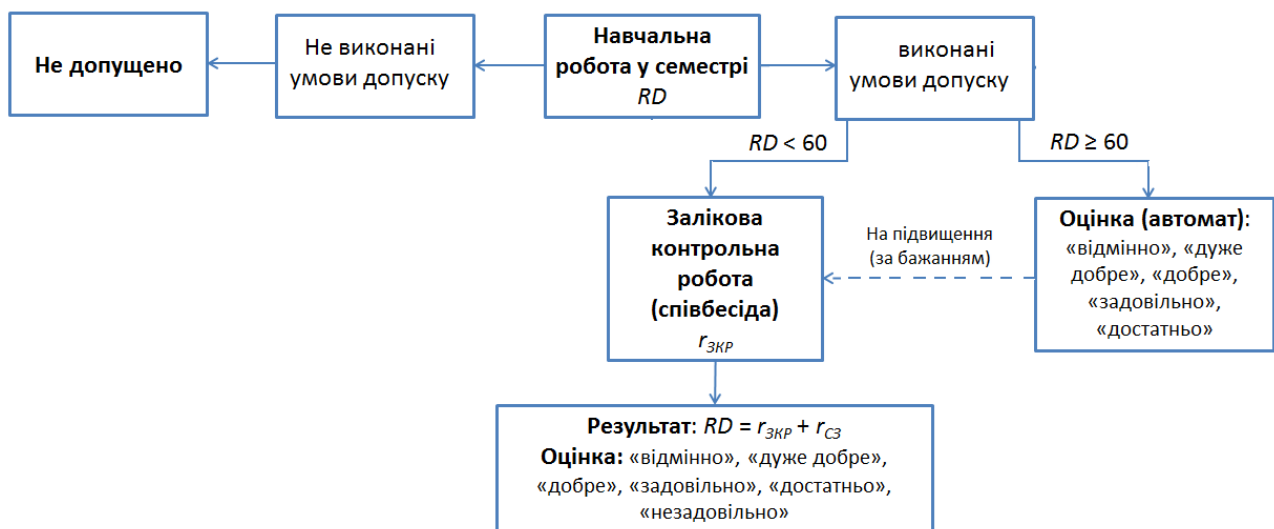 Не допущено
Не виконані
умови допуску
Навчальна
робота у семестрі
RD
виконані
умови допуску
RD < 60
RD ≥ 60
Залікова
контрольна
робота
(співбесіда)
rЗКР
На підвищення
(за бажанням)
Оцінка (автомат):
«відмінно», «дуже
добре», «добре»,
«задовільно»,
«достатньо»
Результат: RD = rЗКР + rСЗ
Оцінка: «відмінно», «дуже добре»,
«добре», «задовільно», «достатньо»,
«незадовільно»